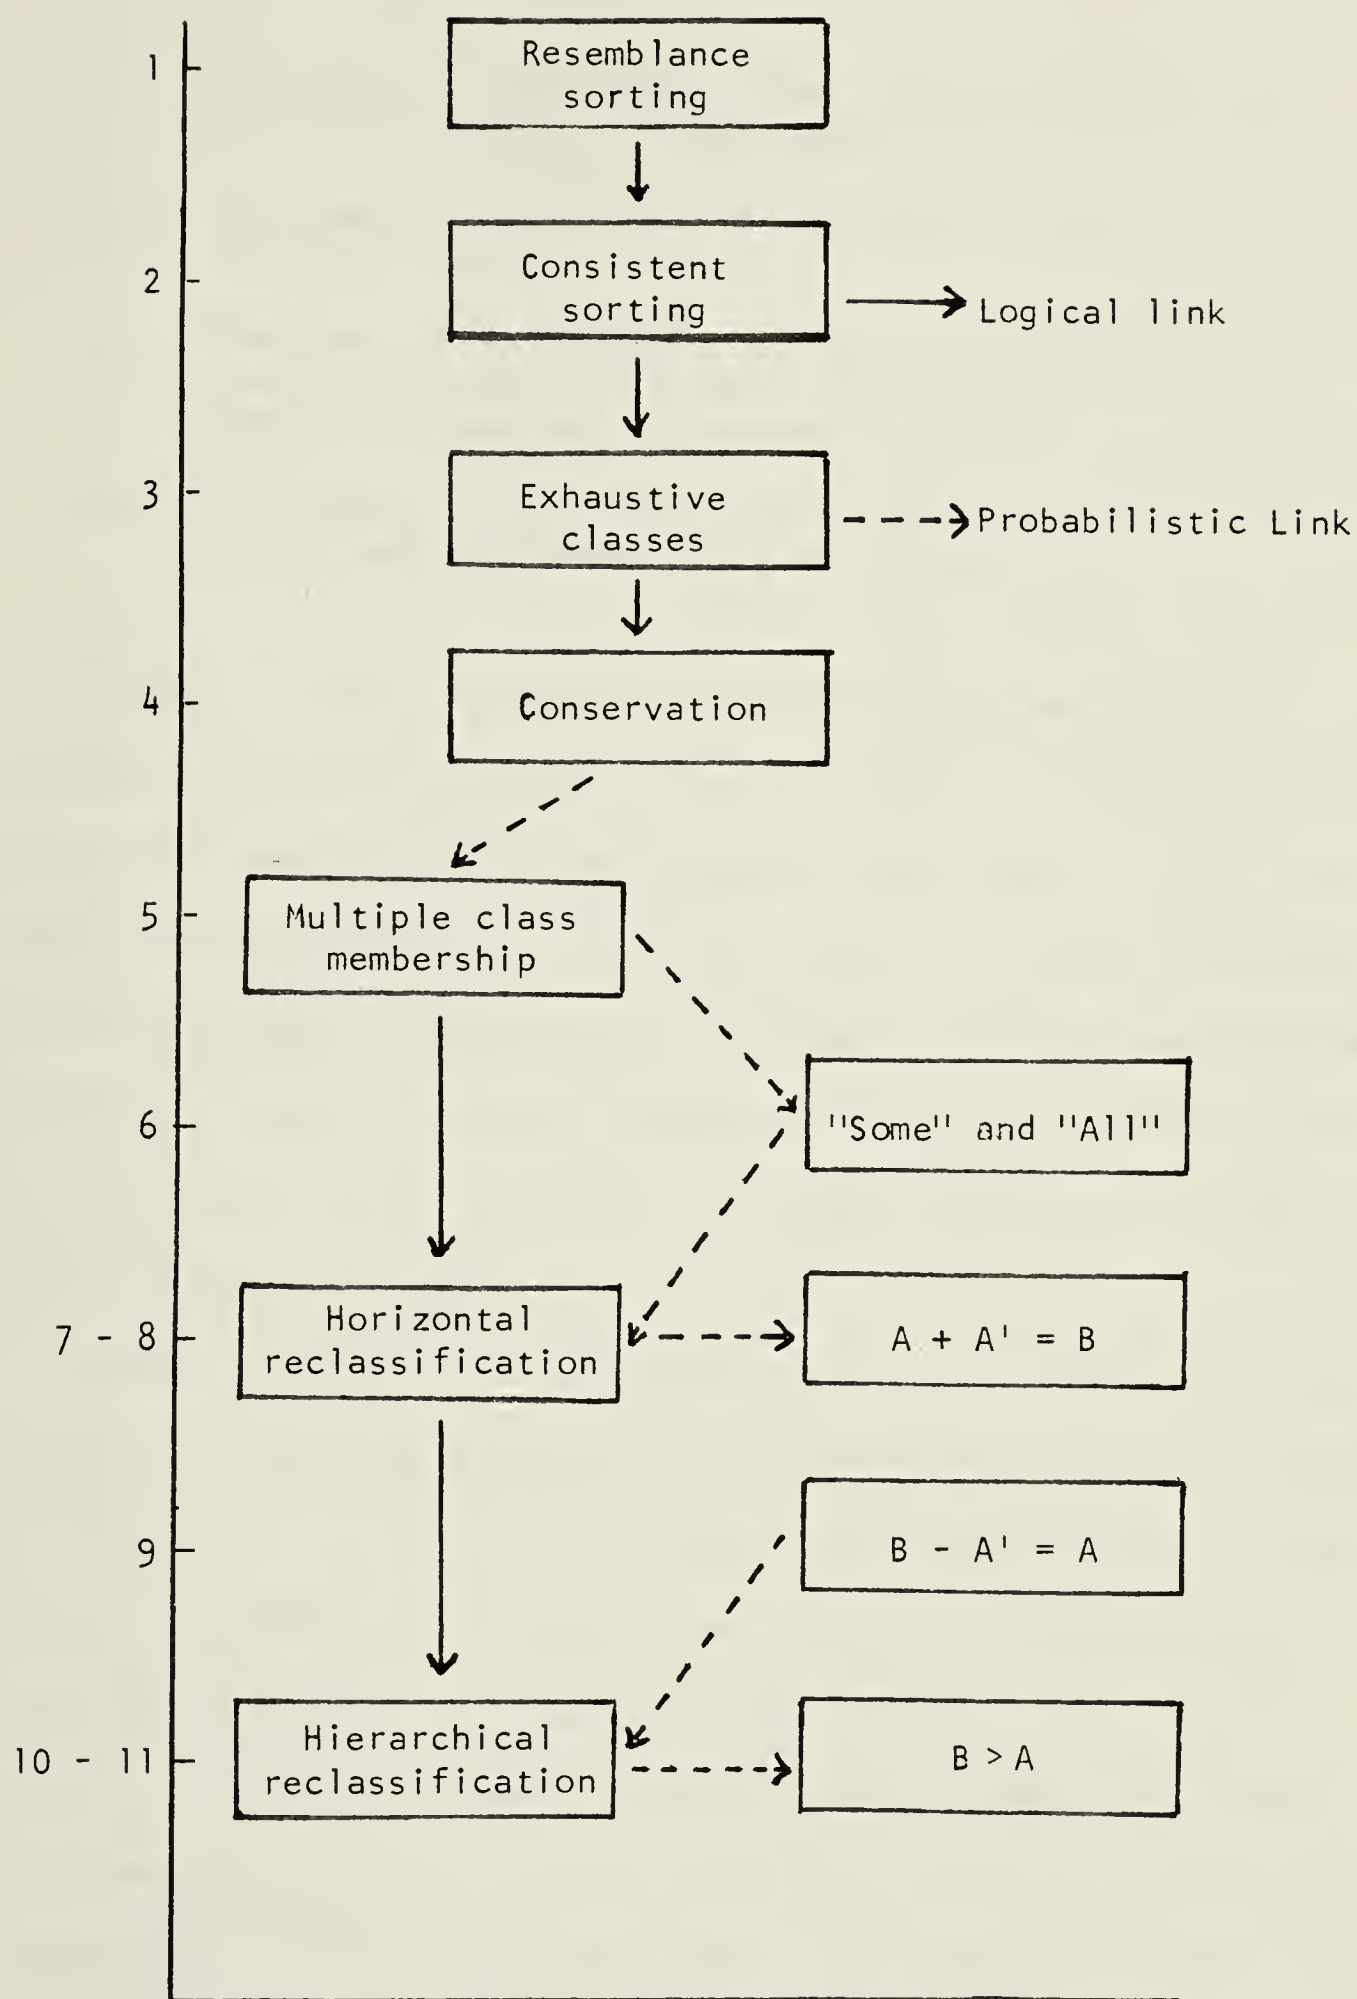 1
Resemblance
sorting
2
Consistent
sorting
Logical link
3
Exhaustive
classes
Probabilistic Link
4
Conservation
5
Multiple class
membership
6
"Some" and "All"
7 - 8
Horizontal
reclassification
A + A' = B
9
B - A' = A
10 - 11
Hierarchical
reclassification
B > A